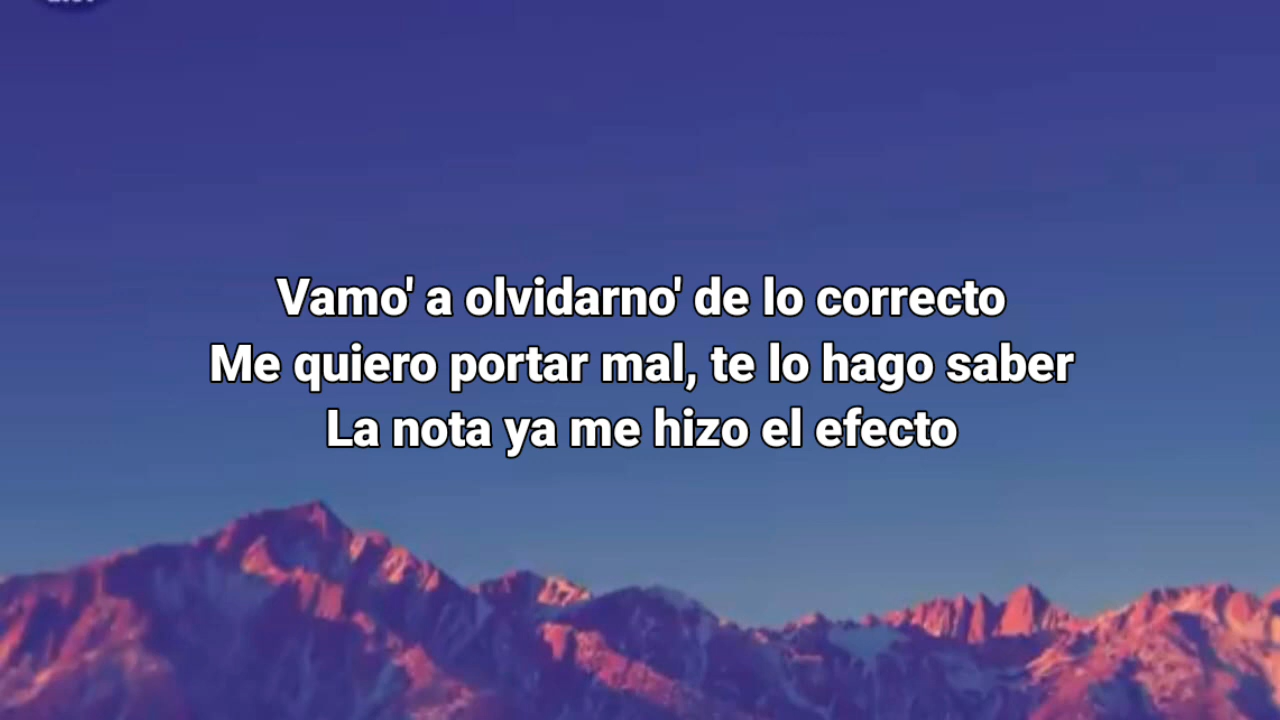 Vamo' a olvidarno' de lo correcto
Me quiero portar mal, te lo hago saber
La nota ya me hizo el efecto